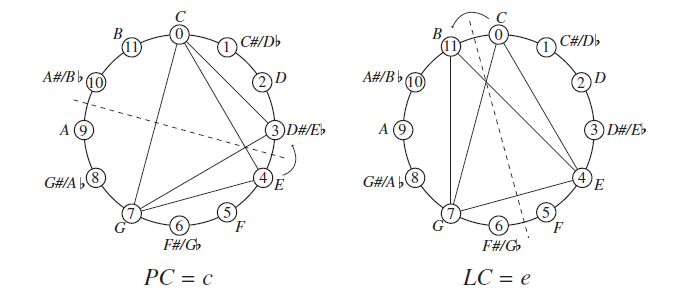 C
0
B
11
1
C#/D♭
A#/B♭
10
2
D
A
9
3
D#/E♭
G#/A♭
8
4
E
G
7
5
F
6
F#/G♭
PC = c
C
0
B
11
1
C#/D♭
A#/B♭
10
2
D
A
9
3
D#/E♭
G#/A♭
8
4
E
G
7
5
F
6
F#/G♭
LC = e